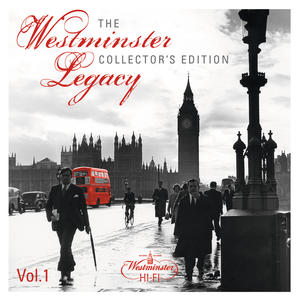 THE
Westminster
COLLECTOR'S EDITION
Legacy
Vol.1
Westminster
HI-FI